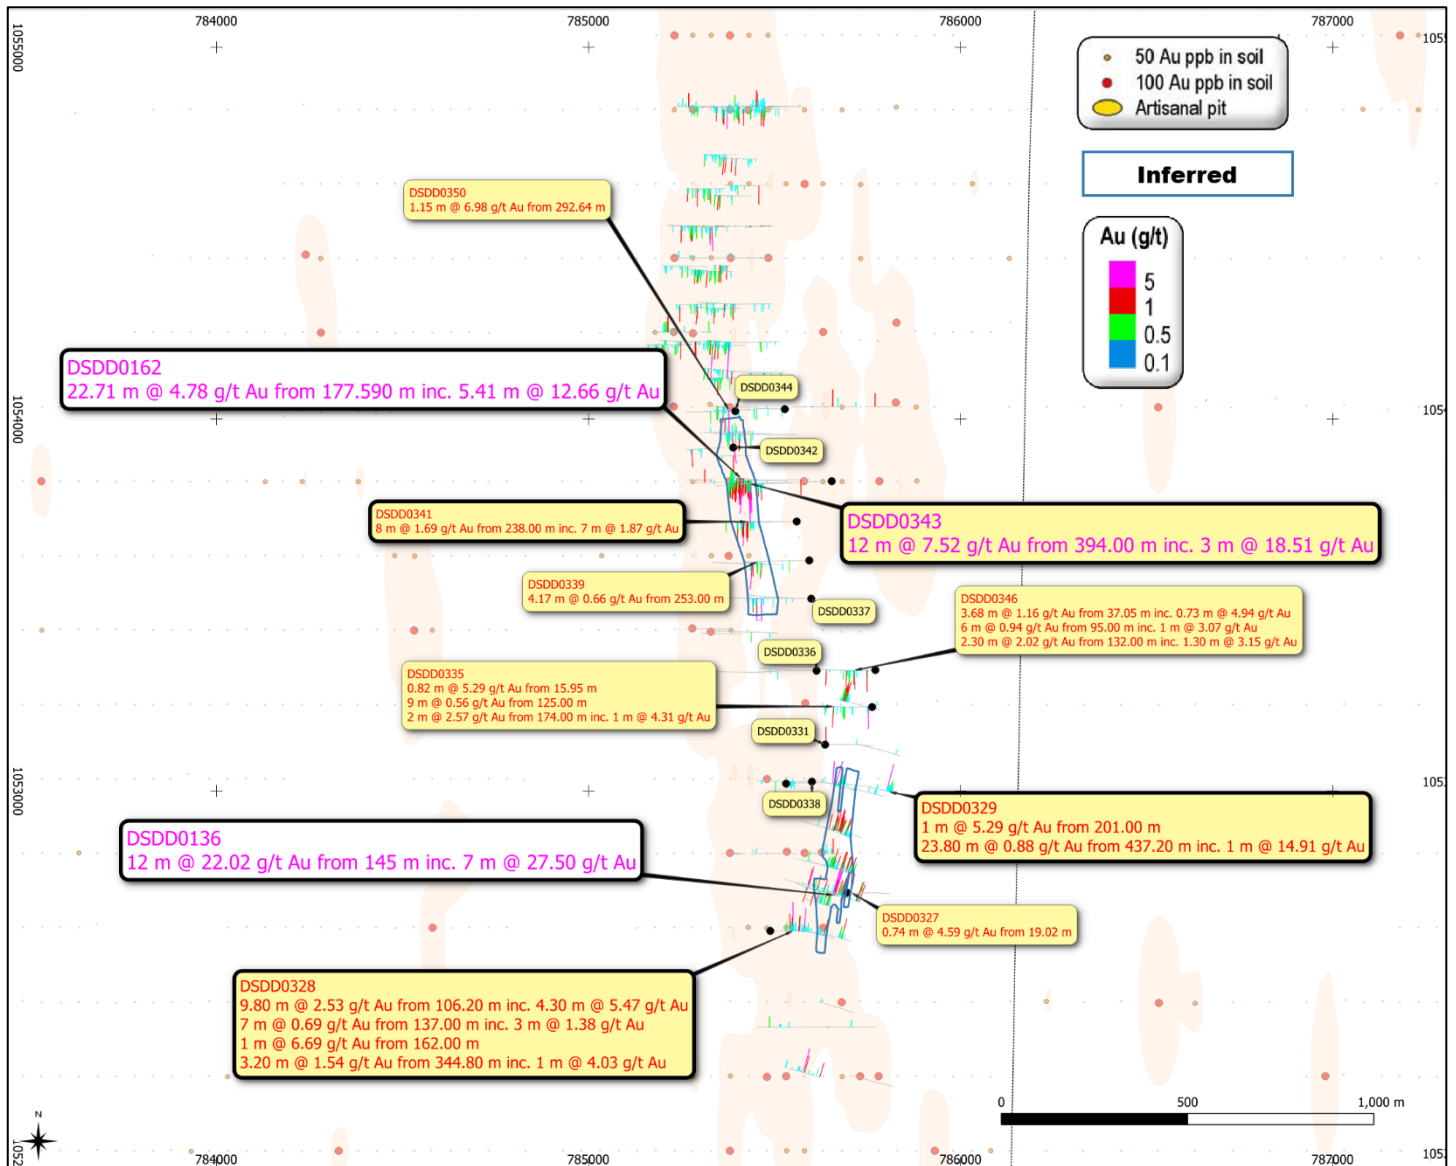 784000
785000
786000
787000
1055000
50 Au ppb in soil
100 Au ppb in soil
Artisanal pit
Inferred
Au (g/t)
5
1
0.5
0.1
DSDD0350
1.15 m @ 6.98 g/t Au from 292.64 m
DSDD0162
22.71 m @ 4.78 g/t Au from 177.590 m inc. 5.41 m @ 12.66 g/t Au
DSDD0344
1054000
DSDD0342
DSDD0341
8 m @ 1.69 g/t Au from 238.00 m inc. 7 m @ 1.87 g/t Au
DSDD0343
12 m @ 7.52 g/t Au from 394.00 m inc. 3 m @ 18.51 g/t Au
DSDD0339
4.17 m @ 0.66 g/t Au from 253.00 m
DSDD0337
DSDD0346
3.68 m @ 1.16 g/t Au from 37.05 m inc. 0.73 m @ 4.94 g/t Au
6 m @ 0.94 g/t Au from 95.00 m inc. 1 m @ 3.07 g/t Au
2.30 m @ 2.02 g/t Au from 132.00 m inc. 1.30 m @ 3.15 g/t Au
DSDD0336
DSDD0335
0.82 m @ 5.29 g/t Au from 15.95 m
9 m @ 0.56 g/t Au from 125.00 m
2 m @ 2.57 g/t Au from 174.00 m inc. 1 m @ 4.31 g/t Au
DSDD0331
1053000
DSDD0338
DSDD0329
1 m @ 5.29 g/t Au from 201.00 m
23.80 m @ 0.88 g/t Au from 437.20 m inc. 1 m @ 14.91 g/t Au
DSDD0136
12 m @ 22.02 g/t Au from 145 m inc. 7 m @ 27.50 g/t Au
DSDD0327
0.74 m @ 4.59 g/t Au from 19.02 m
DSDD0328
9.80 m @ 2.53 g/t Au from 106.20 m inc. 4.30 m @ 5.47 g/t Au
7 m @ 0.69 g/t Au from 137.00 m inc. 3 m @ 1.38 g/t Au
1 m @ 6.69 g/t Au from 162.00 m
3.20 m @ 1.54 g/t Au from 344.80 m inc. 1 m @ 4.03 g/t Au
0 500 1,000 m
N
784000
785000
786000
787000